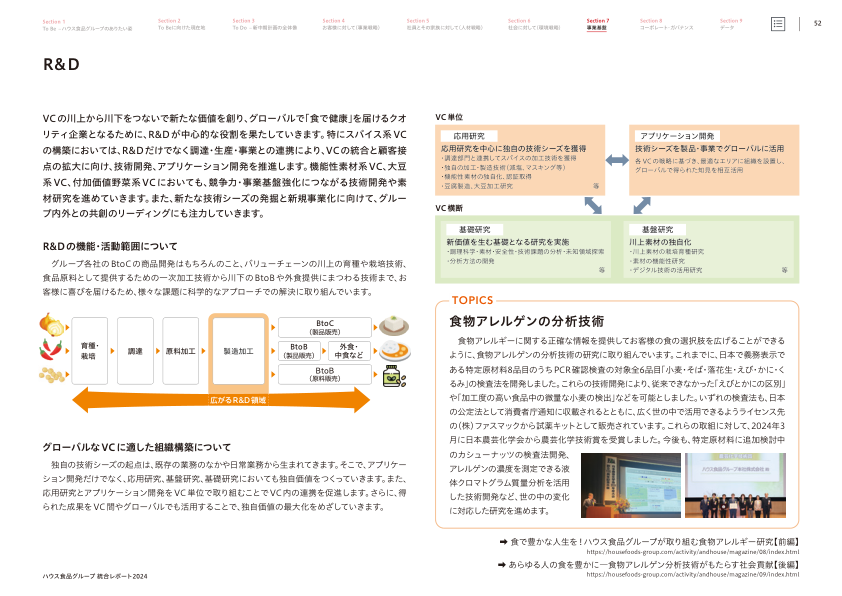 Section 1
To Be -ハウス食品グループのありたい姿
Section 2
To Beに向けた現在地
Section 3
To Do -新中期計画の全体像
Section 4
お客様に対して(事業戦略)
Section 5
社員とその家族に対して(人材戦略)
Section 6
社会に対して(環境戦略)
Section 7
事業基盤
Section 8
コーポレート・ガバナンス
Section 9
データ
52
R&D
VCの川上から川下をつないで新たな価値を創り、グローバルで「食で健康」を届けるクオ
リティ企業となるために、R&Dが中心的な役割を果たしていきます。特にスパイス系VC
の構築においては、R&Dだけでなく調達・生産・事業との連携により、VCの統合と顧客接
点の拡大に向け、技術開発、アプリケーション開発を推進します。機能性素材系VC、大豆
系VC、付加価値野菜系VCにおいても、競争力・事業基盤強化につながる技術開発や素
材研究を進めていきます。また、新たな技術シーズの発掘と新規事業化に向けて、グルー
プ内外との共創のリーディングにも注力していきます。
R&Dの機能・活動範囲について
グループ各社のBtoCの商品開発はもちろんのこと、バリューチェーンの川上の育種や栽培技術、
食品原料として提供するための一次加工技術から川下のBtoBや外食提供にまつわる技術まで、お
客様に喜びを届けるため、様々な課題に科学的なアプローチでの解決に取り組んでいます。
育種・
栽培
調達
原料加工
製造加工
BtoC
(製品販売)
BtoB
(製品販売)
外食・
中食など
BtoB
(原料販売)
広がるR&D領域
グローバルなVCに適した組織構築について
独自の技術シーズの起点は、既存の業務のなかや日常業務から生まれてきます。そこで、アプリケー
ション開発だけでなく、応用研究、基盤研究、基礎研究においても独自価値をつくっていきます。また、
応用研究とアプリケーション開発をVC単位で取り組むことでVC内の連携を促進します。さらに、得
られた成果をVC間やグローバルでも活用することで、独自価値の最大化をめざしていきます。
ハウス食品グループ 統合レポート2024
VC単位
応用研究
応用研究を中心に独自の技術シーズを獲得
・調達部門と連携してスパイスの加工技術を獲得
・独自の加工・製造技術(減塩、マスキング等)
・機能性素材の独自化、認証取得
・豆腐製造、大豆加工研究
等
アプリケーション開発
技術シーズを製品・事業でグローバルに活用
各VCの戦略に基づき、最適なエリアに組織を設置し、
グローバルで得られた知見を相互活用
VC横断
基礎研究
新価値を生む基礎となる研究を実施
・調理科学・素材・安全性・技術課題の分析・未知領域探索
・分析方法の開発
等
基盤研究
川上素材の独自化
・川上素材の栽培育種研究
・素材の機能性研究
・デジタル技術の活用研究
等
TOPICS
食物アレルゲンの分析技術
食物アレルギーに関する正確な情報を提供してお客様の食の選択肢を広げることができる
ように、食物アレルゲンの分析技術の研究に取り組んでいます。これまでに、日本で義務表示で
ある特定原材料8品目のうちPCR確認検査の対象全6品目「小麦・そば・落花生・えび・かに・く
るみ」の検査法を開発しました。これらの技術開発により、従来できなかった「えびとかにの区別」
や「加工度の高い食品中の微量な小麦の検出」などを可能としました。いずれの検査法も、日本
の公定法として消費者庁通知に収載されるとともに、広く世の中で活用できるようライセンス先
の(株)ファスマックから試薬キットとして販売されています。これらの取組に対して、2024年3
月に日本農芸化学会から農芸化学技術賞を受賞しました。今後も、特定原材料に追加検討中
のカシューナッツの検査法開発、
アレルゲンの濃度を測定できる液
体クロマトグラム質量分析を活用
した技術開発など、世の中の変化
に対応した研究を進めます。
➡ 食で豊かな人生を!ハウス食品グループが取り組む食物アレルギー研究【前編】
https://housefoods-group.com/activity/andhouse/magazine/08/index.html
➡ あらゆる人の食を豊かに―食物アレルゲン分析技術がもたらす社会貢献【後編】
https://housefoods-group.com/activity/andhouse/magazine/09/index.html